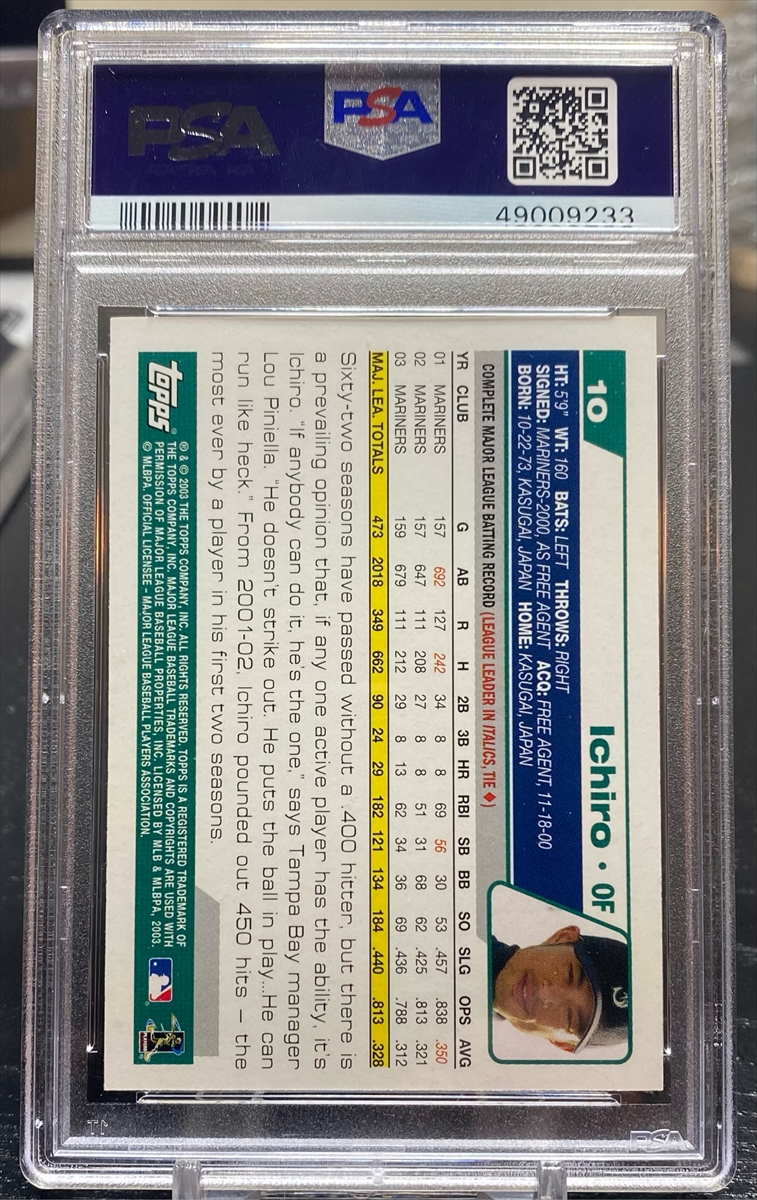 PSA
PSA
49009233
10
Ichiro • OF
HT: 5'9" WT: 160 BATS: LEFT THROWS: RIGHT
SIGNED: MARINERS-2000, AS FREE AGENT ACQ: FREE AGENT, 11-18-00
BORN: 10-22-73, KASUGAI, JAPAN HOME: KASUGAI, JAPAN
COMPLETE MAJOR LEAGUE BATTING RECORD (LEAGUE LEADER IN ITALICS, TIE ♦)
YR CLUB G AB R H 2B 3B HR RBI SB BB SO SLG OPS AVG
01 MARINERS 157 692 127 242 34 8 8 69 56 30 53 .457 .838 .350
02 MARINERS 157 647 111 208 27 8 8 51 31 68 62 .425 .813 .321
03 MARINERS 159 679 111 212 29 8 13 62 34 36 69 .436 .788 .312
MAJ. LEA. TOTALS 473 2018 349 662 90 24 29 182 121 134 184 .440 .813 .328
Sixty-two seasons have passed without a .400 hitter, but there is
a prevailing opinion that, if any one active player has the ability, it's
Ichiro. "If anybody can do it, he's the one," says Tampa Bay manager
Lou Piniella. "He doesn't strike out. He puts the ball in play...He can
run like heck." From 2001-02, Ichiro pounded out 450 hits – the
most ever by a player in his first two seasons.
topps®
® & © 2003 THE TOPPS COMPANY, INC. ALL RIGHTS RESERVED. TOPPS IS A REGISTERED TRADEMARK OF
THE TOPPS COMPANY, INC. MAJOR LEAGUE BASEBALL TRADEMARKS AND COPYRIGHTS ARE USED WITH
PERMISSION OF MAJOR LEAGUE BASEBALL PROPERTIES, INC. LICENSED BY MLB & MLBPA, 2003.
© MLBPA, OFFICIAL LICENSEE - MAJOR LEAGUE BASEBALL PLAYERS ASSOCIATION.
PSA